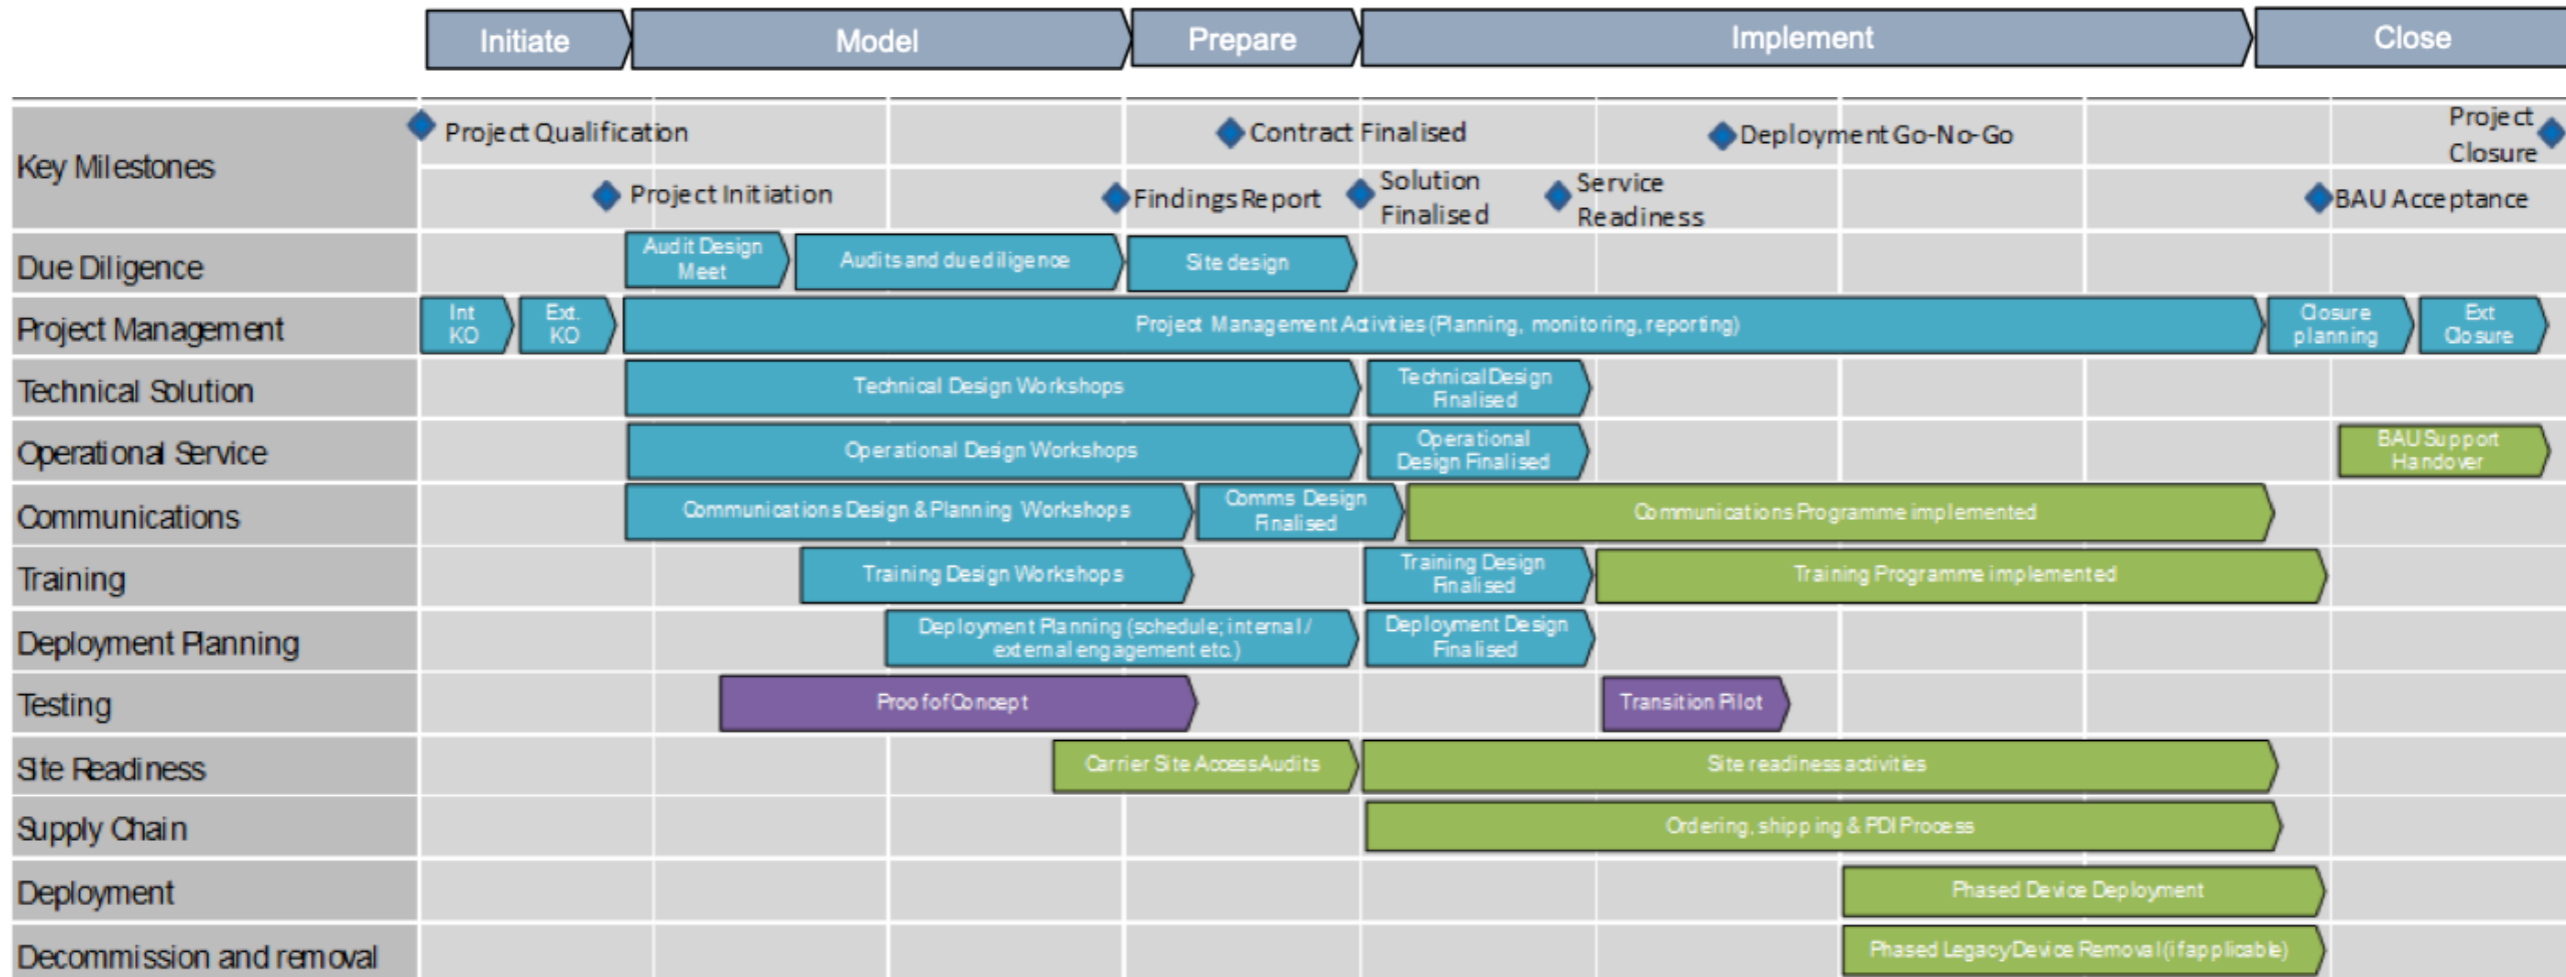 Initiate
Model
Prepare
Implement
Close
Key Milestones
Project Qualification
Contract Finalised
Deployment Go-No-Go
Project
Closure
Project Initiation
Findings Report
Solution
Finalised
Service
Readiness
BAU Acceptance
Due Diligence
Audit Design
Meet
Audits and due diligence
Site design
Project Management
Int
KO
Ext.
KO
Project Management Activities (Planning, monitoring, reporting)
Closure
planning
Ext
Closure
Technical Solution
Technical Design Workshops
Technical Design
Finalised
Operational Service
Operational Design Workshops
Operational
Design Finalised
BAU Support
Handover
Communications
Communications Design & Planning Workshops
Comms Design
Finalised
Communications Programme implemented
Training
Training Design Workshops
Training Design
Finalised
Training Programme implemented
Deployment Planning
Deployment Planning (schedule; internal /
external engagement etc.)
Deployment Design
Finalised
Testing
Proof of Concept
Transition Pilot
Site Readiness
Carrier Site Access Audits
Site readiness activities
Supply Chain
Ordering, shipping & PDI Process
Deployment
Phased Device Deployment
Decommission and removal
Phased Legacy Device Removal (if applicable)